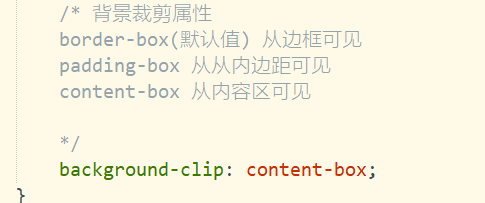 /* 背景裁剪属性
border-box(默认值) 从边框可见
padding-box 从从内边距可见
content-box 从内容区可见
*/
background-clip: content-box;
}